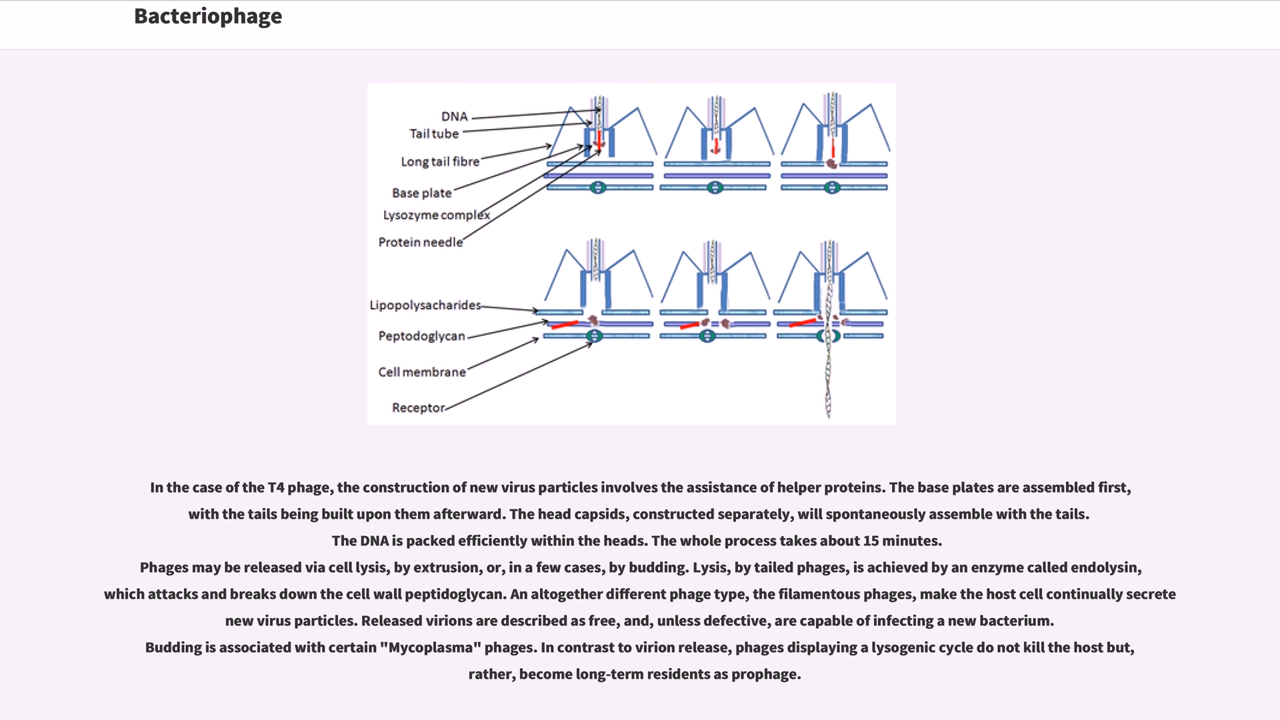 Bacteriophage
DNA
Tail tube
Long tail fibre
Base plate
Lysozyme complex
Protein needle
Lipopolysacharides
Peptodoglycan
Cell membrane
Receptor
In the case of the T4 phage, the construction of new virus particles involves the assistance of helper proteins. The base plates are assembled first,
with the tails being built upon them afterward. The head capsids, constructed separately, will spontaneously assemble with the tails.
The DNA is packed efficiently within the heads. The whole process takes about 15 minutes.
Phages may be released via cell lysis, by extrusion, or, in a few cases, by budding. Lysis, by tailed phages, is achieved by an enzyme called endolysin,
which attacks and breaks down the cell wall peptidoglycan. An altogether different phage type, the filamentous phages, make the host cell continually secrete
new virus particles. Released virions are described as free, and, unless defective, are capable of infecting a new bacterium.
Budding is associated with certain "Mycoplasma" phages. In contrast to virion release, phages displaying a lysogenic cycle do not kill the host but,
rather, become long-term residents as prophage.